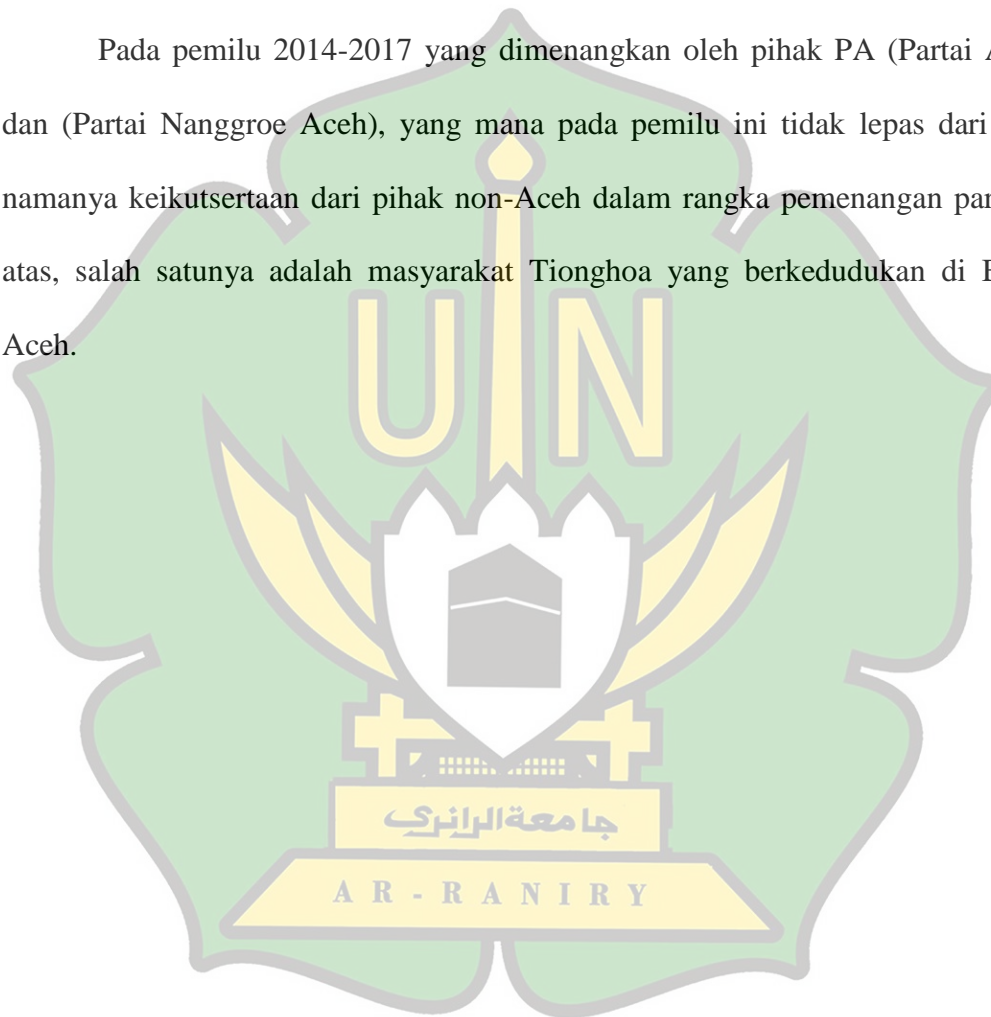 Pada pemilu 2014-2017 yang dimenangkan oleh pihak PA (Partai
dan (Partai Nanggroe Aceh), yang mana pada pemilu ini tidak lepas dari
namanya keikutsertaan dari pihak non-Aceh dalam rangka pemenangan
atas, salah satunya adalah masyarakat Tionghoa yang berkedudukan di
Aceh.
UIN
جامعة الرانري
AR-RANIRY